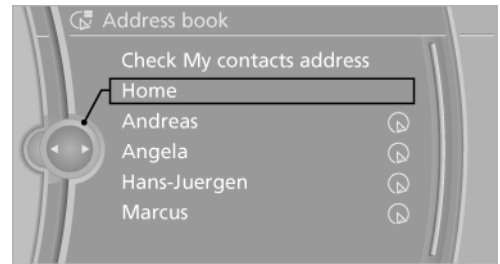 Address book
Check My contacts address
Home
Andreas
Angela
Hans-Juergen
Marcus